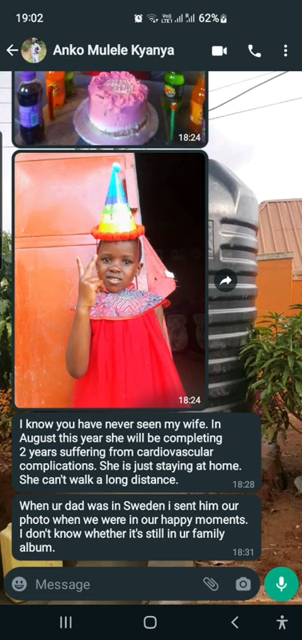 19:02
62%
Anko Mulele Kyanya
18:24
18:24
I know you have never seen my wife. In
August this year she will be completing
2 years suffering from cardiovascular
complications. She is just staying at home.
She can't walk a long distance.
18:28
When ur dad was in Sweden i sent him our
photo when we were in our happy moments.
I don't know whether it's still in ur family
album.
18:31
Message